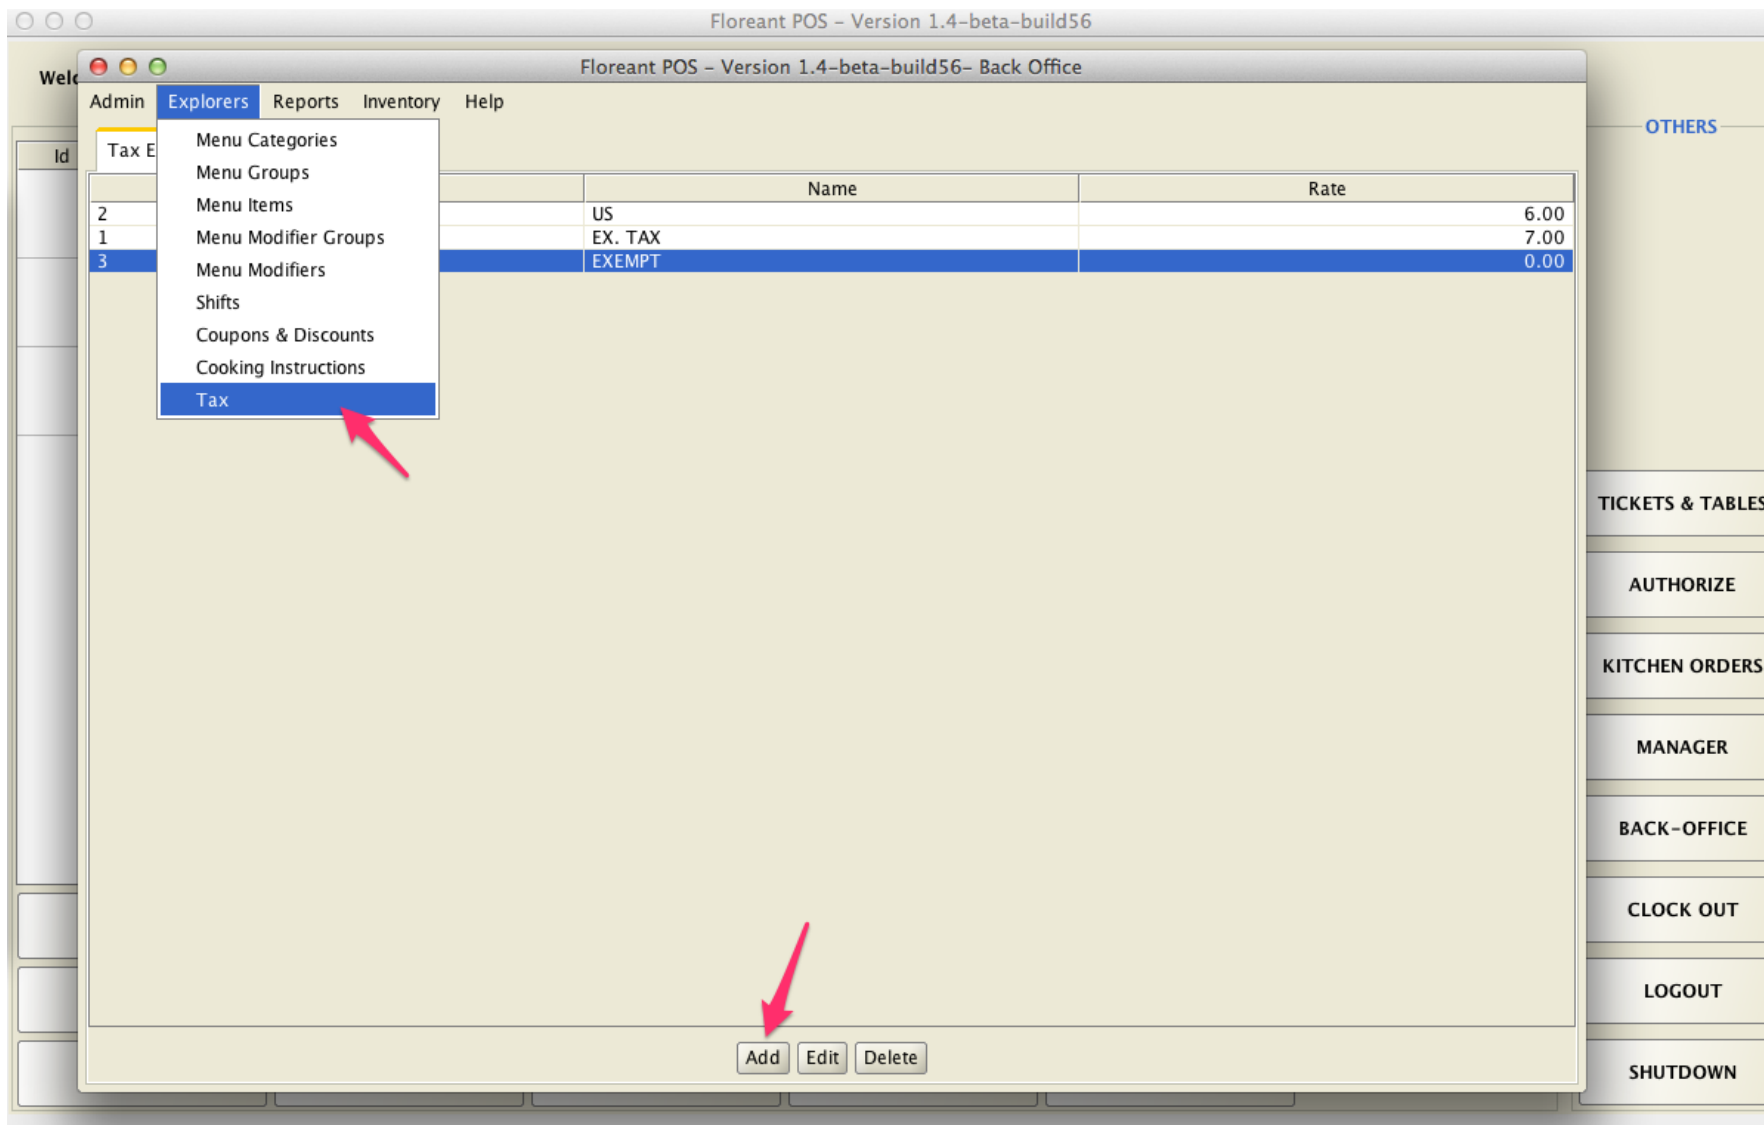 Floreant POS – Version 1.4-beta-build56
Floreant POS – Version 1.4-beta-build56– Back Office
Admin Explorers Reports Inventory Help
OTHERS
Menu Categories
Id
Tax E
Menu Groups
Name Rate
Menu Items
2 US 6.00
Menu Modifier Groups
1 EX. TAX 7.00
3 EXEMPT 0.00
Menu Modifiers
Shifts
Coupons & Discounts
Cooking Instructions
Tax
TICKETS & TABLES
AUTHORIZE
KITCHEN ORDERS
MANAGER
BACK-OFFICE
CLOCK OUT
LOGOUT
Add Edit Delete
SHUTDOWN